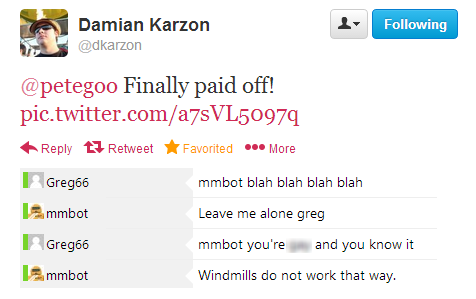 Damian Karzon
@dkarzon
Following
@petegoo Finally paid off!
pic.twitter.com/a7sVL5097q
Reply Retweet Favorited More
Greg66 mmbot blah blah blah blah
mmbot Leave me alone greg
Greg66 mmbot you're and you know it
mmbot Windmills do not work that way.